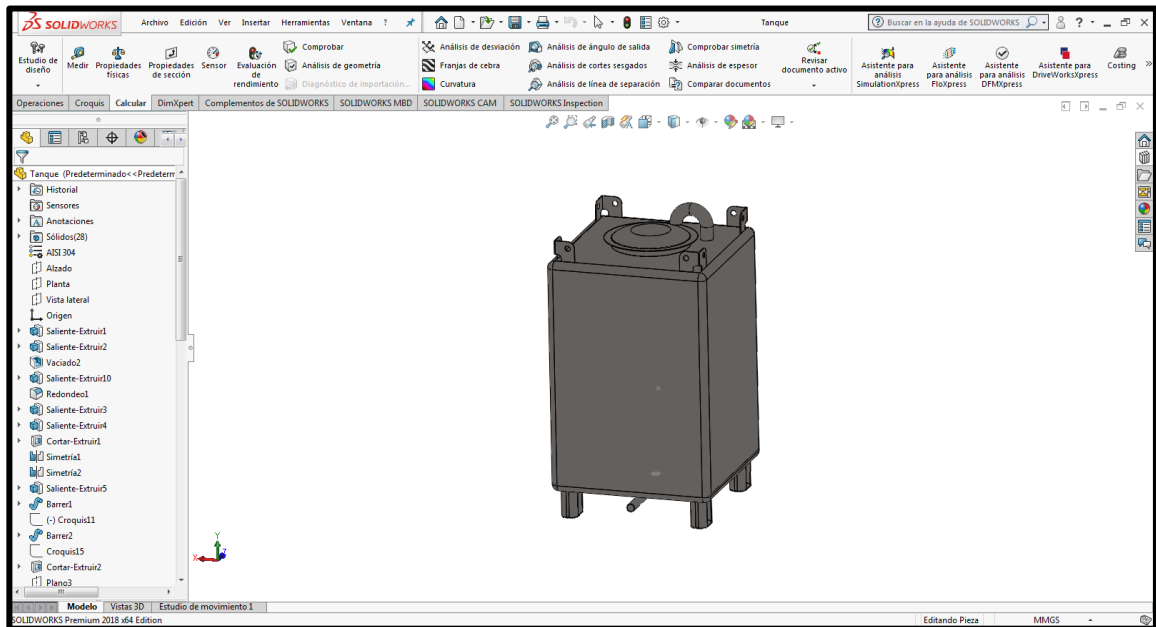 SOLIDWORKS Archivo Edición Ver Insertar Herramientas Ventana ? Tanque Buscar en la ayuda de SOLIDWORKS ?
Estudio de diseño
Medir
Propiedades físicas
Propiedades de sección
Sensor
Evaluación de rendimiento
Comprobar
Análisis de geometría
Diagnóstico de importación...
Análisis de desviación
Franjas de cebra
Curvatura
Análisis de ángulo de salida
Análisis de cortes sesgados
Análisis de línea de separación
Comprobar simetría
Análisis de espesor
Comparar documentos
Revisar documento activo
Asistente para análisis SimulationXpress
Asistente para análisis FloXpress
Asistente para análisis DFMXpress
Asistente para DriveWorksXpress
Costing
Operaciones Croquis Calcular DimXpert Complementos de SOLIDWORKS SOLIDWORKS MBD SOLIDWORKS CAM SOLIDWORKS Inspection
Tanque (Predeterminado<<Predeterm
Historial
Sensores
Anotaciones
Sólidos(28)
AISI 304
Alzado
Planta
Vista lateral
Origen
Saliente-Extruir1
Saliente-Extruir2
Vaciado2
Saliente-Extruir10
Redondeo1
Saliente-Extruir3
Saliente-Extruir4
Cortar-Extruir1
Simetría1
Simetría2
Saliente-Extruir5
Barrer1
(-) Croquis11
Barrer2
Croquis15
Cortar-Extruir2
Plano3
Y
X Z
Modelo Vistas 3D Estudio de movimiento 1
SOLIDWORKS Premium 2018 x64 Edition Editando Pieza MMGS